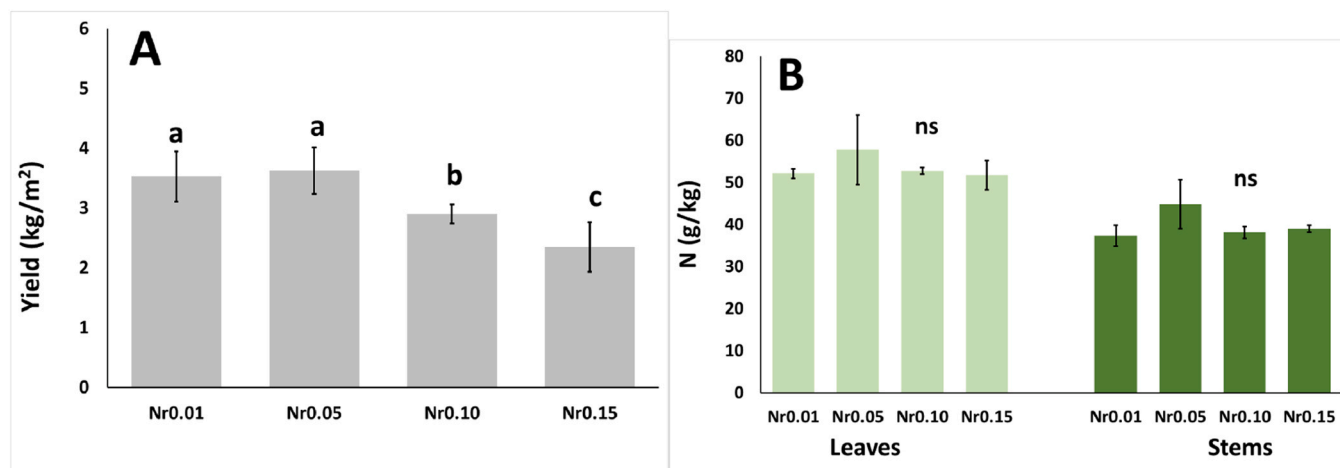 A
Yield (kg/m²)
6
5
4
3
2
1
0
a
a
b
c
Nr0.01 Nr0.05 Nr0.10 Nr0.15
B
N (g/kg)
80
70
60
50
40
30
20
10
0
ns
ns
Nr0.01 Nr0.05 Nr0.10 Nr0.15 Nr0.01 Nr0.05 Nr0.10 Nr0.15
Leaves Stems